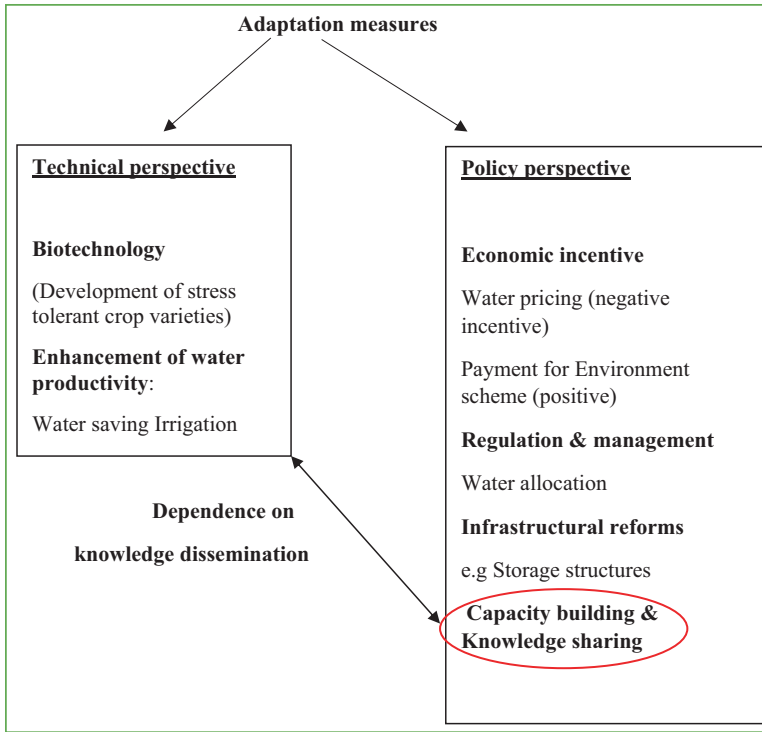 Adaptation measures
Technical perspective
Biotechnology
(Development of stress
tolerant crop varieties)
Enhancement of water
productivity:
Water saving Irrigation
Dependence on
knowledge dissemination
Policy perspective
Economic incentive
Water pricing (negative
incentive)
Payment for Environment
scheme (positive)
Regulation & management
Water allocation
Infrastructural reforms
e.g Storage structures
Capacity building &
Knowledge sharing